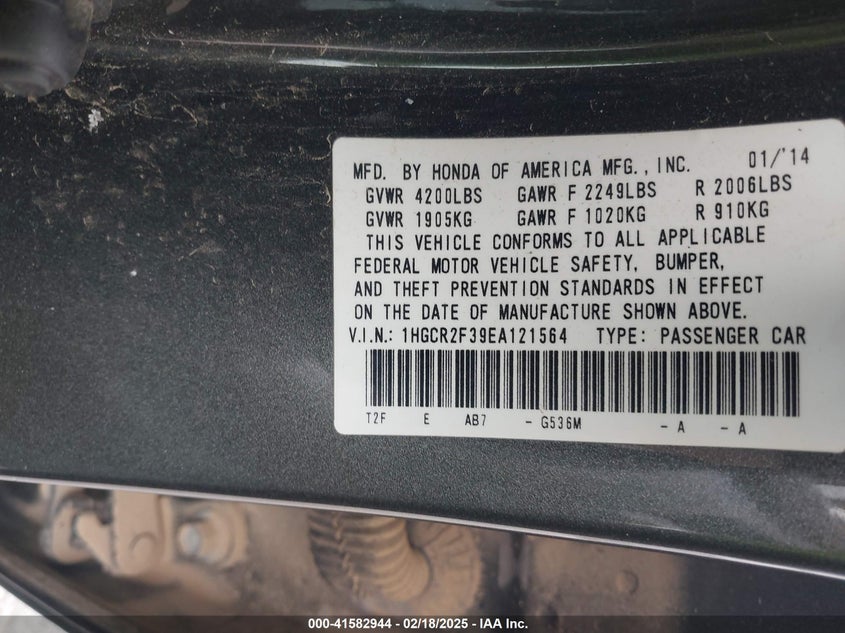 MFD. BY HONDA OF AMERICA MFG., INC. 01/'14
GVWR 4200LBS GAWR F 2249LBS R 2006LBS
GVWR 1905KG GAWR F 1020KG R 910KG
THIS VEHICLE CONFORMS TO ALL APPLICABLE
FEDERAL MOTOR VEHICLE SAFETY, BUMPER,
AND THEFT PREVENTION STANDARDS IN EFFECT
ON THE DATE OF MANUFACTURE SHOWN ABOVE.
V.I.N.: 1HGCR2F39EA121564 TYPE: PASSENGER CAR
T2F E AB7 - G536M - A - A
000-41582944 - 02/18/2025 - IAA Inc.